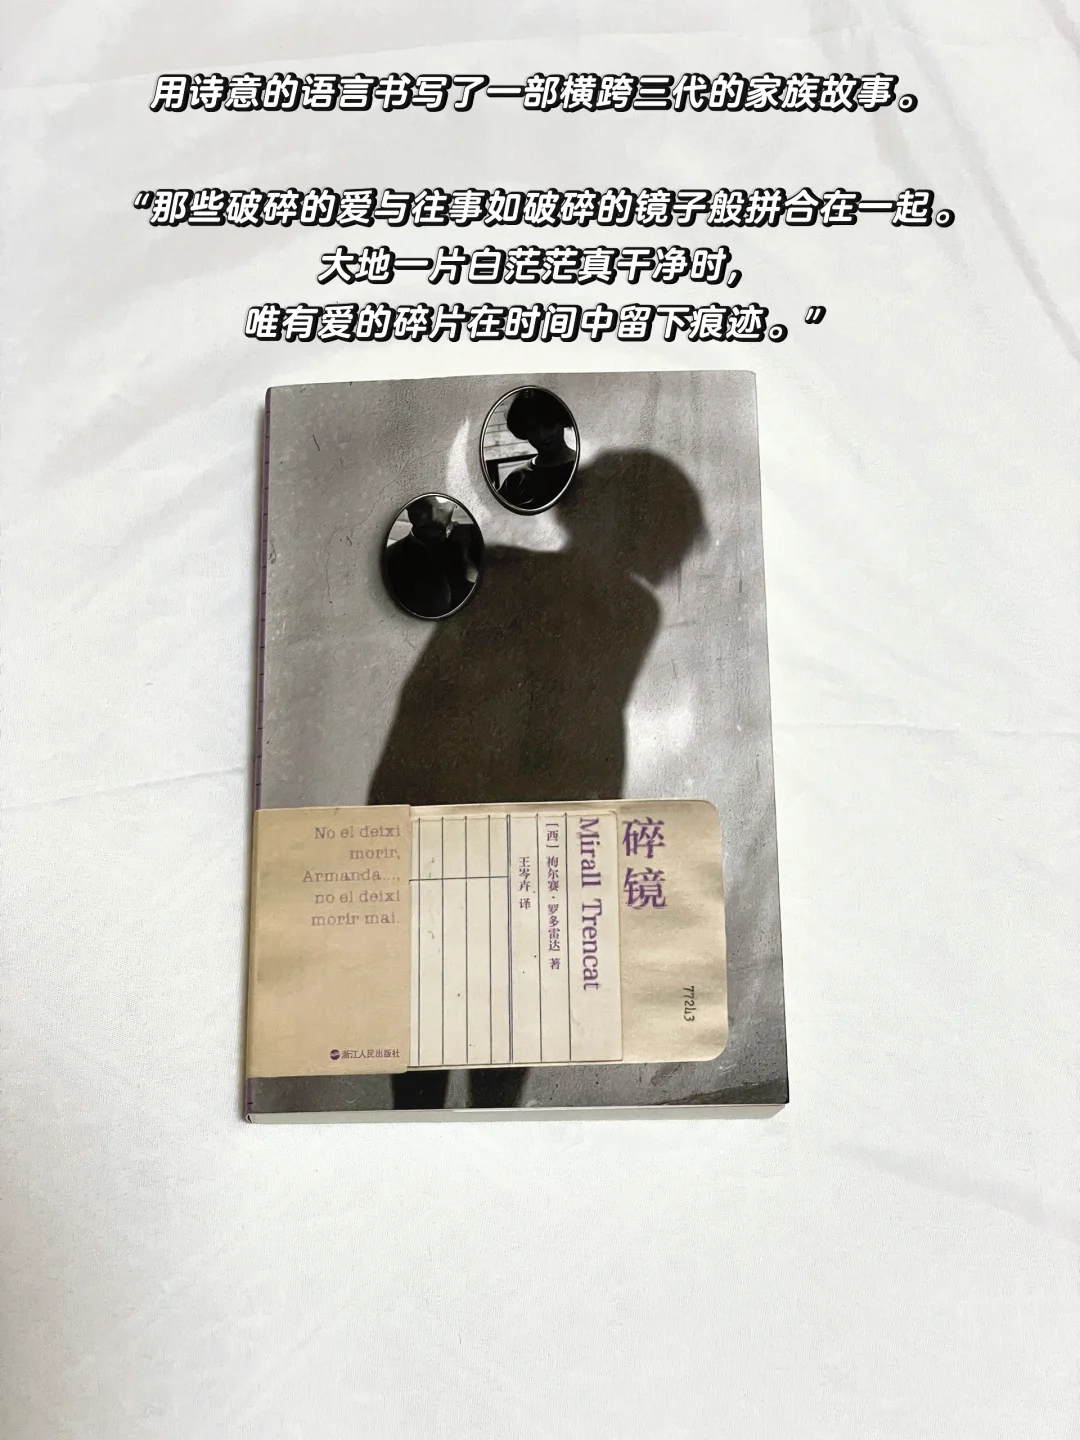 用诗意的语言书写了一部横跨三代的家族故事。
“那些破碎的爱与往事如破碎的镜子般拼合在一起。
大地一片白茫茫真干净时，
唯有爱的碎片在时间中留下痕迹。”
碎镜
Mirall Trencat
[西] 梅尔赛·罗多雷达 著
王岑卉 译
No el deixi
morir,
Armanda...,
no el deixi
morir mai.
77243
浙江人民出版社